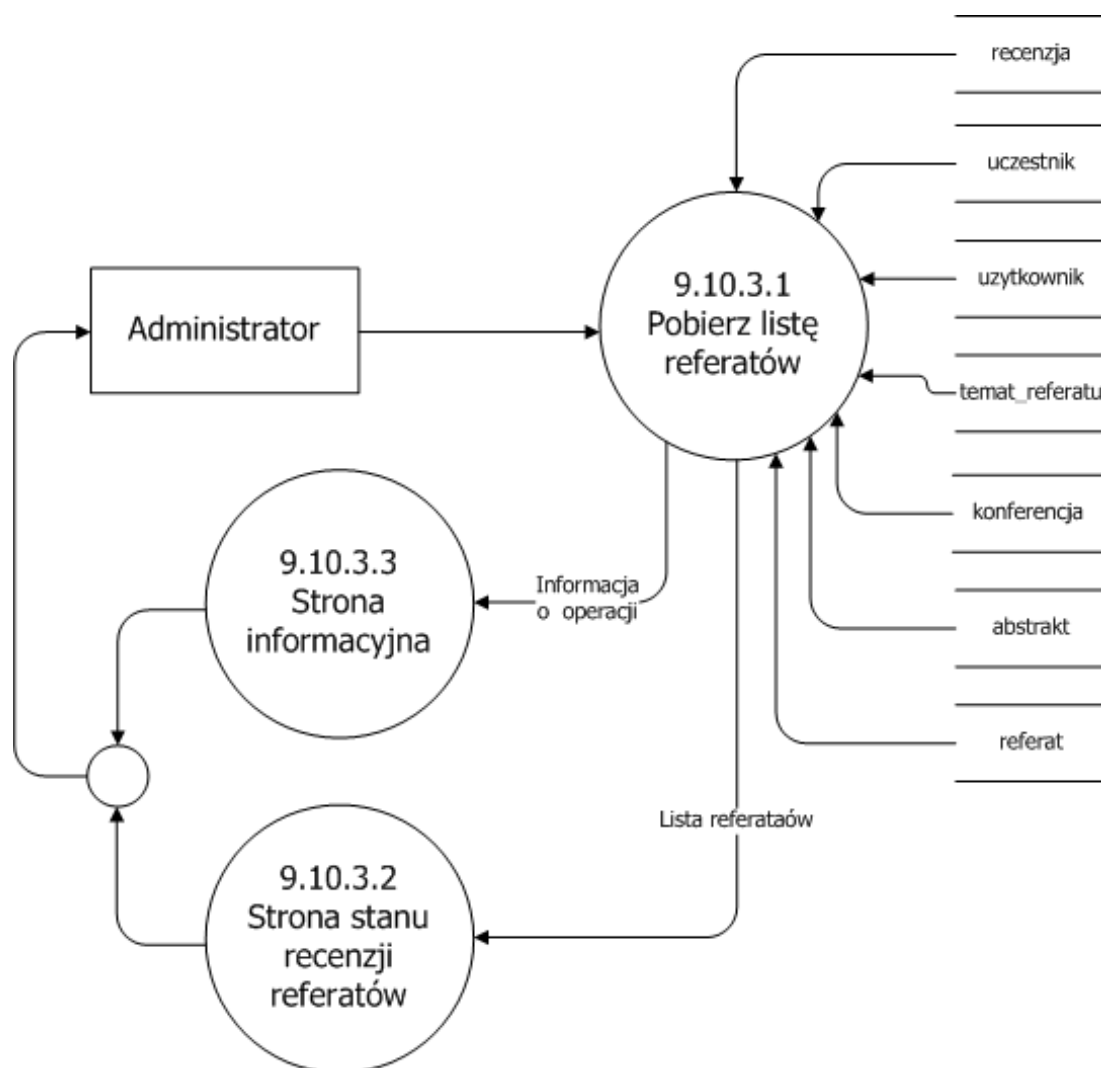 recenzja
uczestnik
uzytkownik
temat_referatu
konferencja
abstrakt
referat
Administrator
9.10.3.1
Pobierz listę
referatów
9.10.3.3
Strona
informacyjna
Informacja
o operacji
Lista referataów
9.10.3.2
Strona stanu
recenzji
referatów